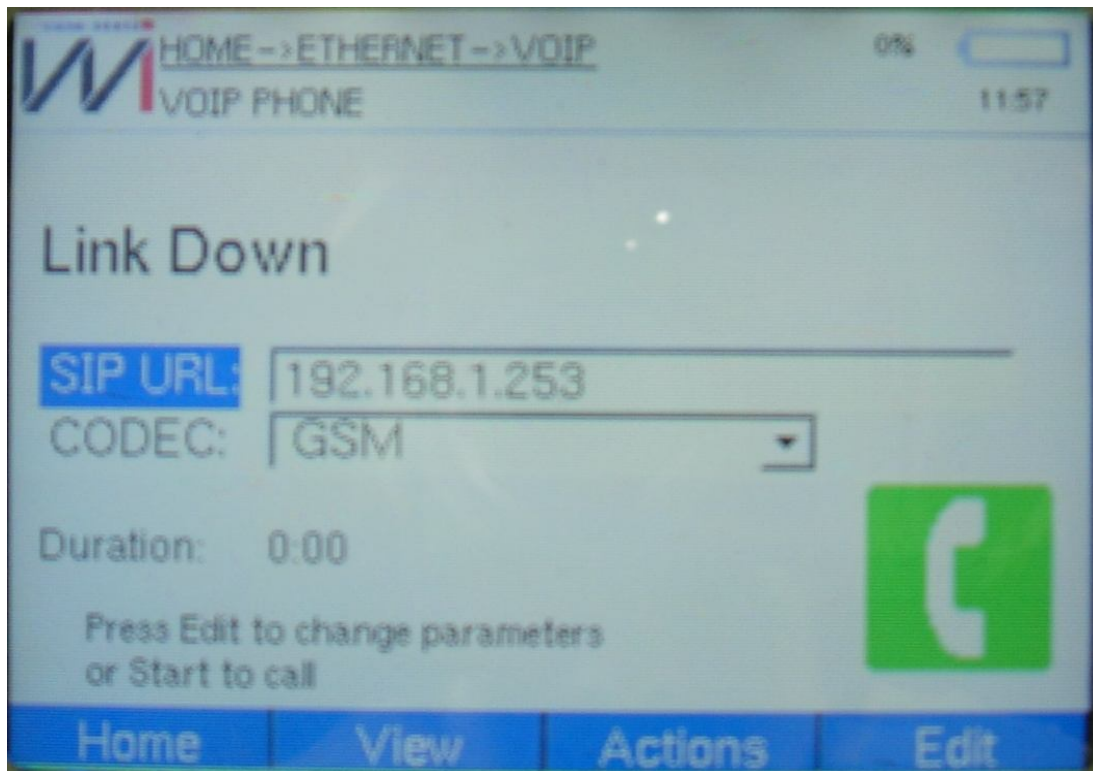 HOME->ETHERNET->VOIP
0%
VOIP PHONE
11:57
Link Down
SIP URL: 192.168.1.253
CODEC: GSM
Duration: 0:00
Press Edit to change parameters
or Start to call
Home View Actions Edit